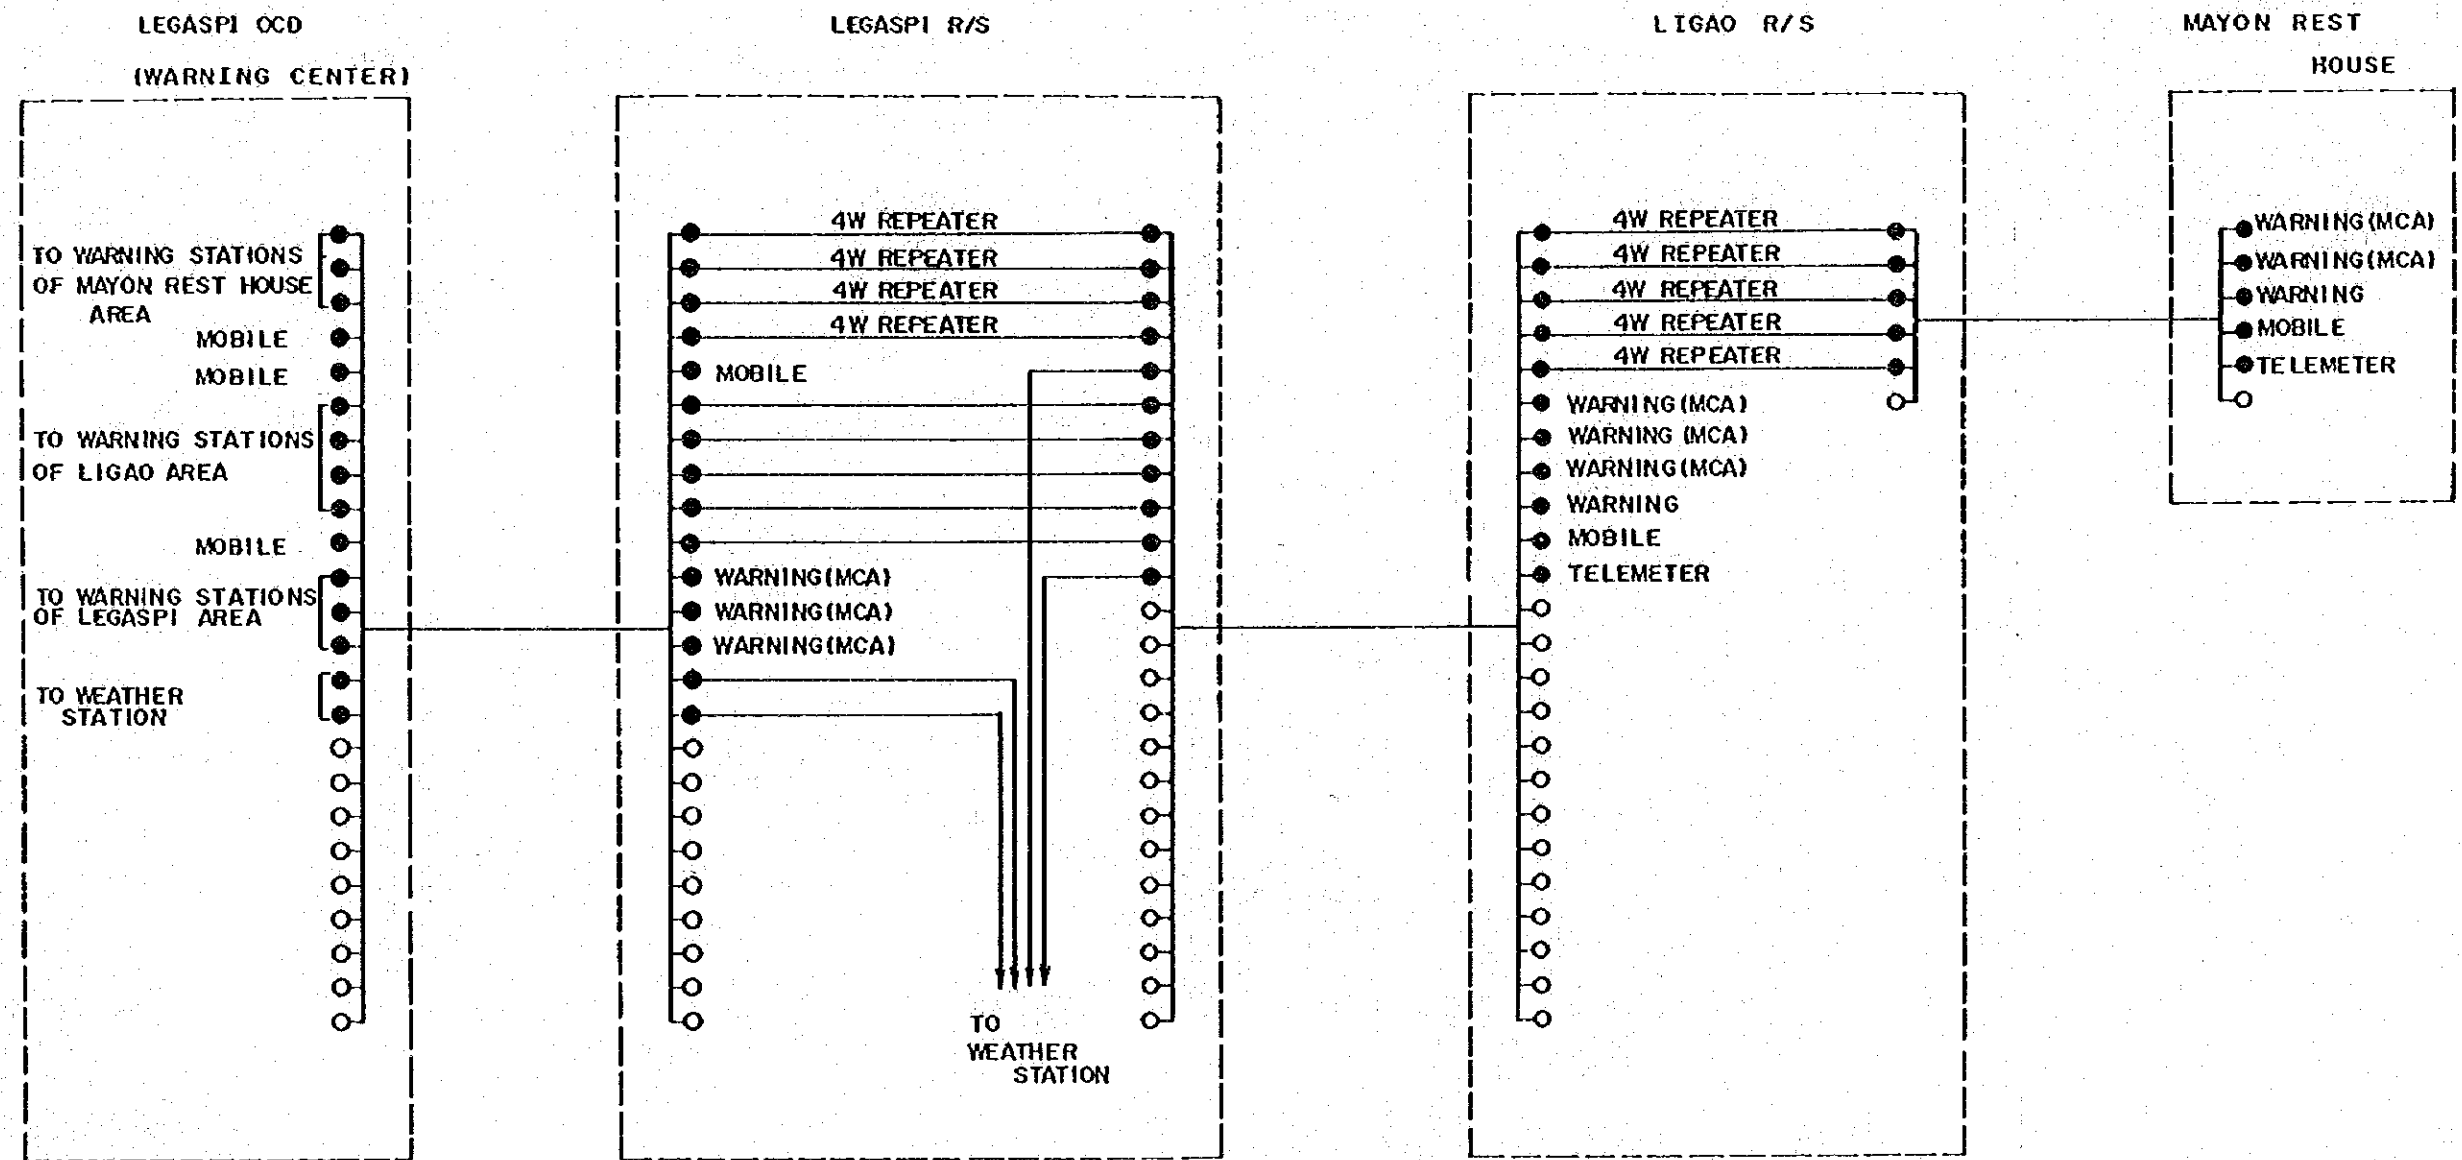 LEGASPI OCD
(WARNING CENTER)
TO WARNING STATIONS
OF MAYON REST HOUSE
AREA
MOBILE
MOBILE
TO WARNING STATIONS
OF LIGAO AREA
MOBILE
TO WARNING STATIONS
OF LEGASPI AREA
TO WEATHER
STATION
LEGASPI R/S
4W REPEATER
4W REPEATER
4W REPEATER
4W REPEATER
MOBILE
WARNING(MCA)
WARNING(MCA)
WARNING(MCA)
TO
WEATHER
STATION
LIGAO R/S
4W REPEATER
4W REPEATER
4W REPEATER
4W REPEATER
4W REPEATER
WARNING(MCA)
WARNING (MCA)
WARNING(MCA)
WARNING
MOBILE
TELEMETER
MAYON REST
HOUSE
WARNING(MCA)
WARNING(MCA)
WARNING
MOBILE
TELEMETER